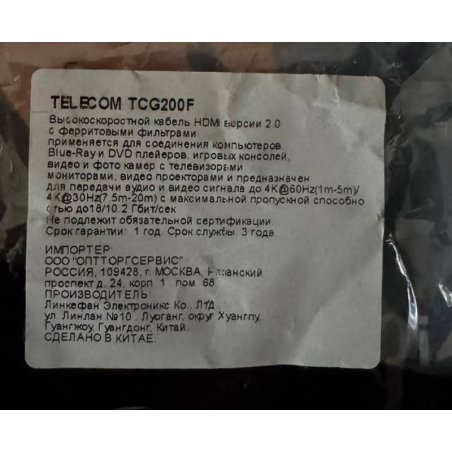 TELECOM TCG200F
Высокоскоростной кабель HDMI версии 2.0
с ферритовыми фильтрами
применяется для соединения компьютеров
Blue-Ray и DVD плейеров, игровых консолей,
видео и фото камер с телевизорами
мониторами, видео проекторами и предназначен
для передачи аудио и видео сигнала до 4K@60Hz(1m-5m)/
4K@30Hz(7.5m-20m) с максимальной пропускной способно
стью до18/10.2 Гбит/сек
Не подлежит обязательной сертификации.
Срок гарантии: 1 год. Срок службы: 3 года.
ИМПОРТЕР:
ООО "ОПТТОРГСЕРВИС"
РОССИЯ, 109428, г. МОСКВА, Рязанский
проспект д. 24, корп 1 пом 68
ПРОИЗВОДИТЕЛЬ:
Линкефан Электроникс Ко., Лтд.
ул. Линлан №10 , Луоганг, округ Хуангпу,
Гуангжоу, Гуангдонг, Китай.
СДЕЛАНО В КИТАЕ.